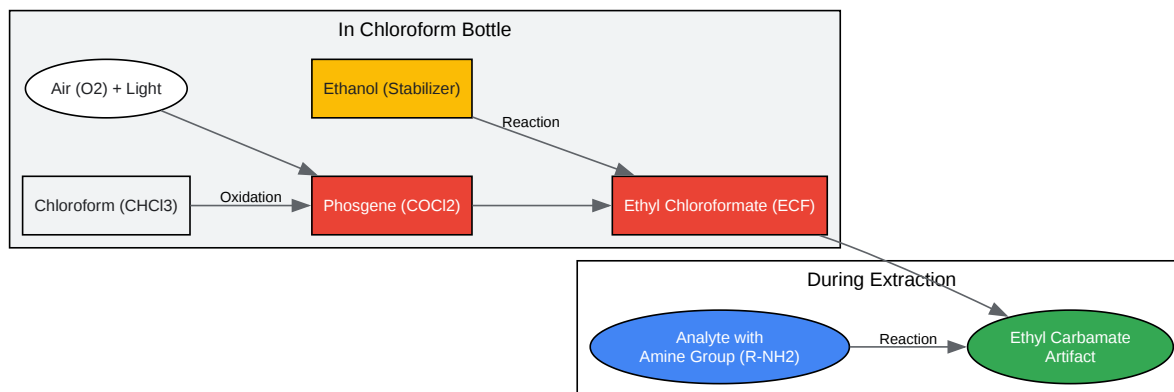 In Chloroform Bottle
Air (O2) + Light
Ethanol (Stabilizer)
Reaction
Chloroform (CHCl3)
Oxidation
Phosgene (COCl2)
Ethyl Chloroformate (ECF)
During Extraction
Analyte with
Amine Group (R-NH2)
Reaction
Ethyl Carbamate
Artifact